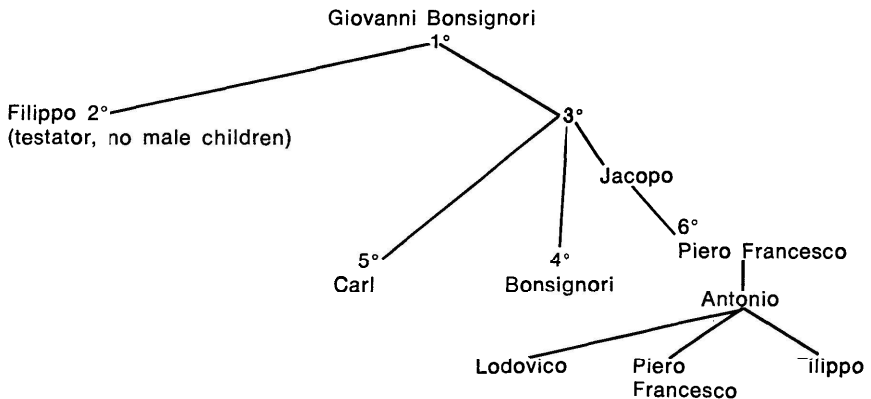 Giovanni Bonsignori
1°
Filippo 2°
(testator, no male children)
3°
Jacopo
6°
Piero Francesco
5°
Carl
4°
Bonsignori
Antonio
Lodovico
Piero
Francesco
ilippo